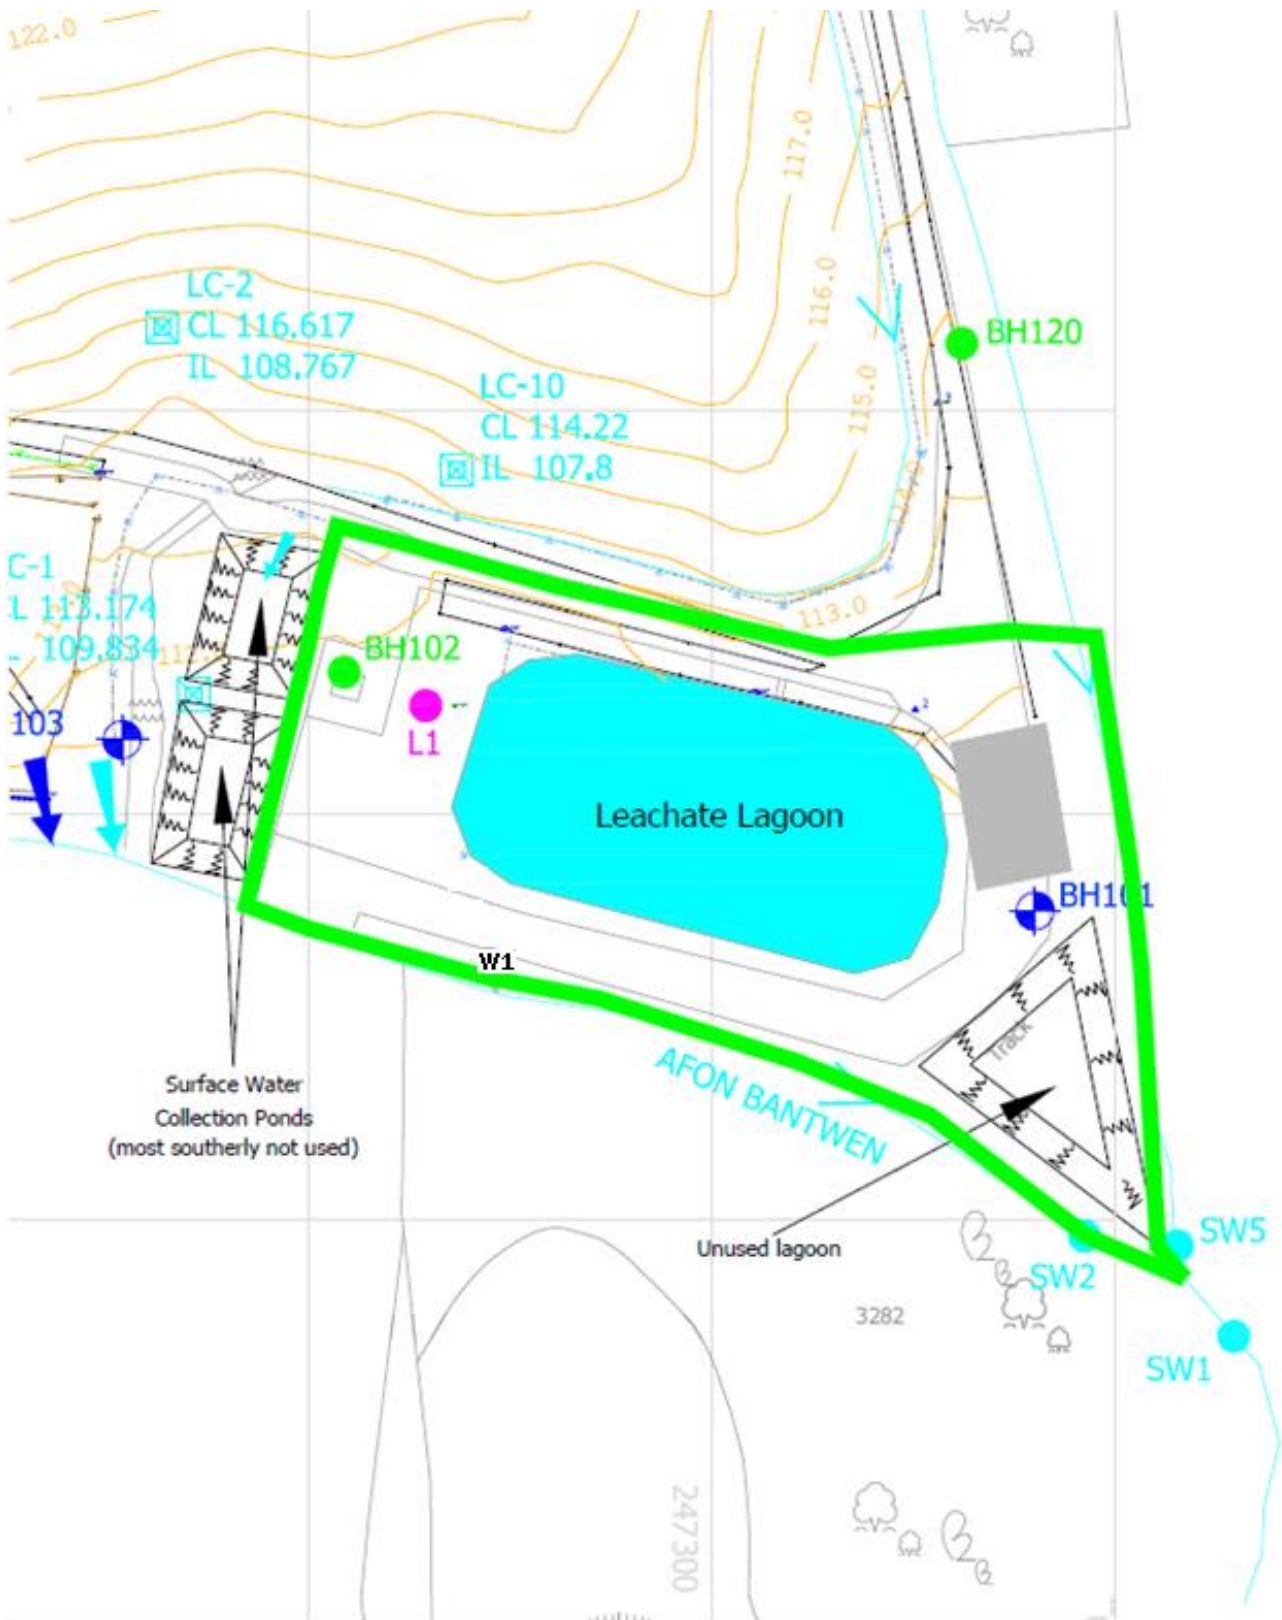 122.0
117.0
116.0
LC-2
CL 116.617
IL 108.767
BH120
115.0
LC-10
CL 114.22
IL 107.8
113.0
C-1
L 113.174
L 109.834
BH102
L1
103
2
Leachate Lagoon
BH101
W1
Track
AFON BANTWEN
Surface Water
Collection Ponds
(most southerly not used)
Unused lagoon
SW5
SW2
3282
SW1
247300